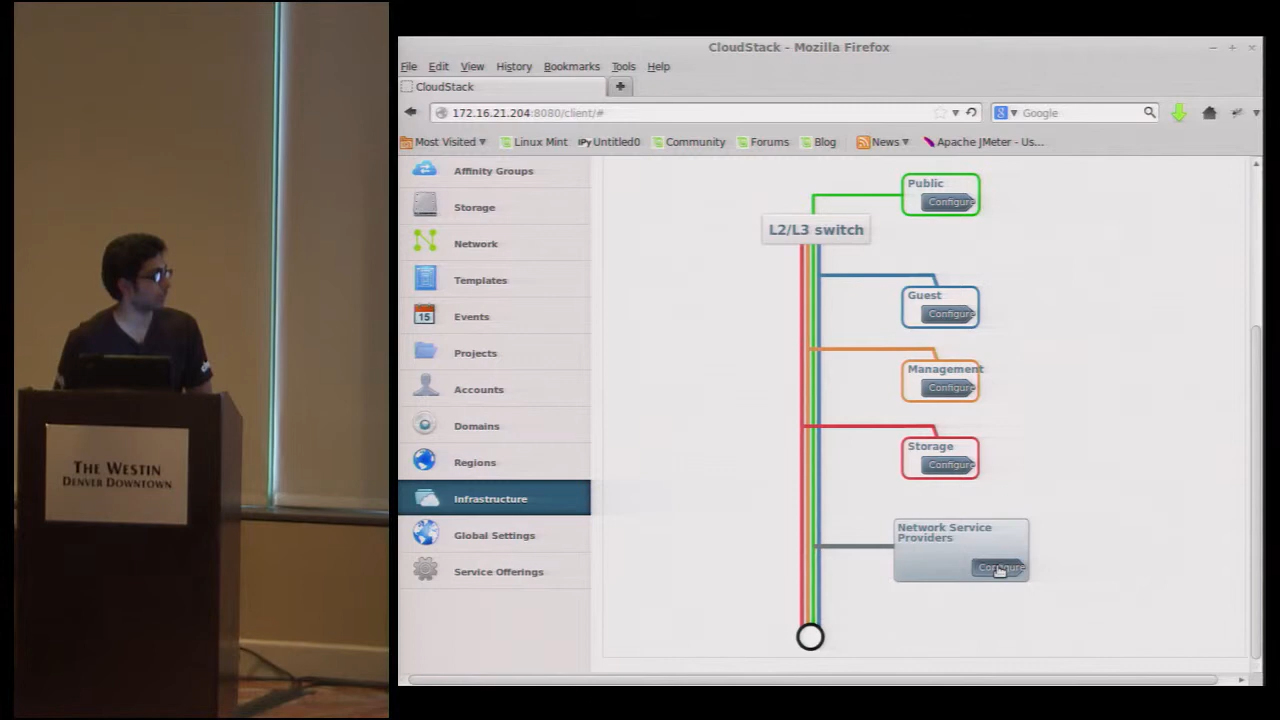 THE WESTIN
DENVER DOWNTOWN
CloudStack - Mozilla Firefox
File Edit View History Bookmarks Tools Help
CloudStack
172.16.21.204:8080/client/#
Google
Most Visited
Linux Mint
IPy Untitled0
Community
Forums
Blog
News
Apache JMeter - Us...
Affinity Groups
Storage
Network
Templates
15
Events
Projects
Accounts
Domains
Regions
Infrastructure
Global Settings
Service Offerings
Public
Configure
L2/L3 switch
Guest
Configure
Management
Configure
Storage
Configure
Network Service
Providers
Configure